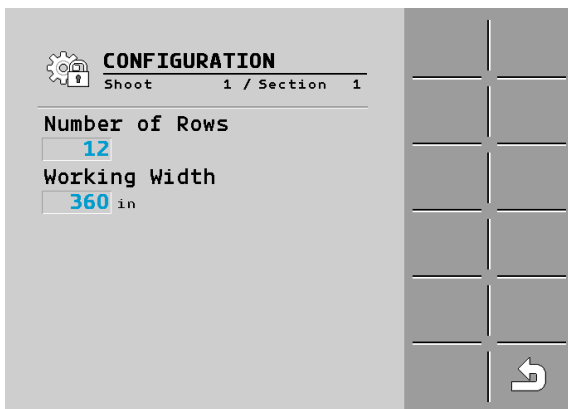 CONFIGURATION
Shoot 1 / Section 1
Number of Rows
12
Working Width
360 in